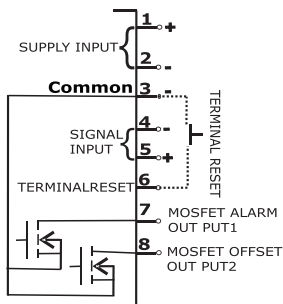 1 +
SUPPLY INPUT
2 -
Common 3 -
4 -
SIGNAL
INPUT
5 +
6
TERMINALRESET
TERMINAL RESET
7 MOSFET ALARM
OUT PUT1
8 MOSFET OFFSET
OUT PUT2